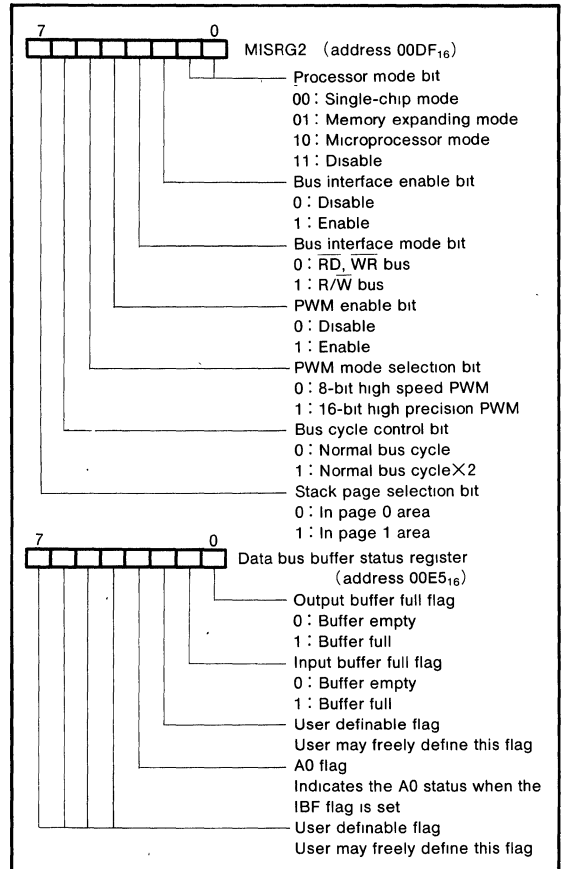 7 0
MISRG2 (address 00DF₁₆)
Processor mode bit
00 : Single-chip mode
01 : Memory expanding mode
10 : Microprocessor mode
11 : Disable
Bus interface enable bit
0 : Disable
1 : Enable
Bus interface mode bit
0 : R̅D̅, W̅R̅ bus
1 : R/W̅ bus
PWM enable bit
0 : Disable
1 : Enable
PWM mode selection bit
0 : 8-bit high speed PWM
1 : 16-bit high precision PWM
Bus cycle control bit
0 : Normal bus cycle
1 : Normal bus cycle×2
Stack page selection bit
0 : In page 0 area
1 : In page 1 area
7 0
Data bus buffer status register
(address 00E5₁₆)
Output buffer full flag
0 : Buffer empty
1 : Buffer full
Input buffer full flag
0 : Buffer empty
1 : Buffer full
User definable flag
User may freely define this flag
A0 flag
Indicates the A0 status when the
IBF flag is set
User definable flag
User may freely define this flag